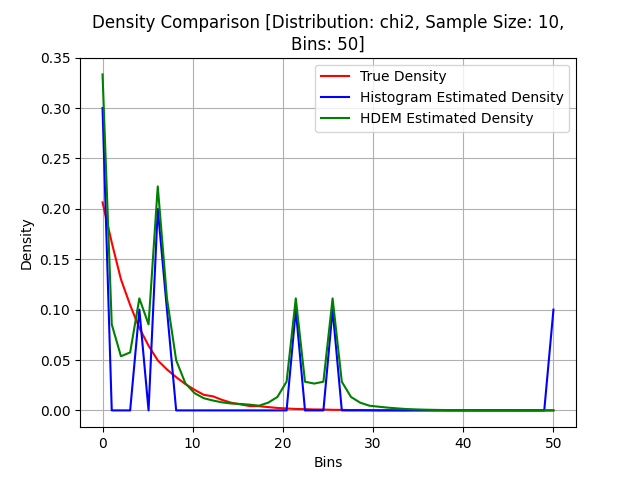 Density Comparison [Distribution: chi2, Sample Size: 10,
Bins: 50]
0.35
0.30
0.25
0.20
0.15
0.10
0.05
0.00
Density
True Density
Histogram Estimated Density
HDEM Estimated Density
0 10 20 30 40 50
Bins